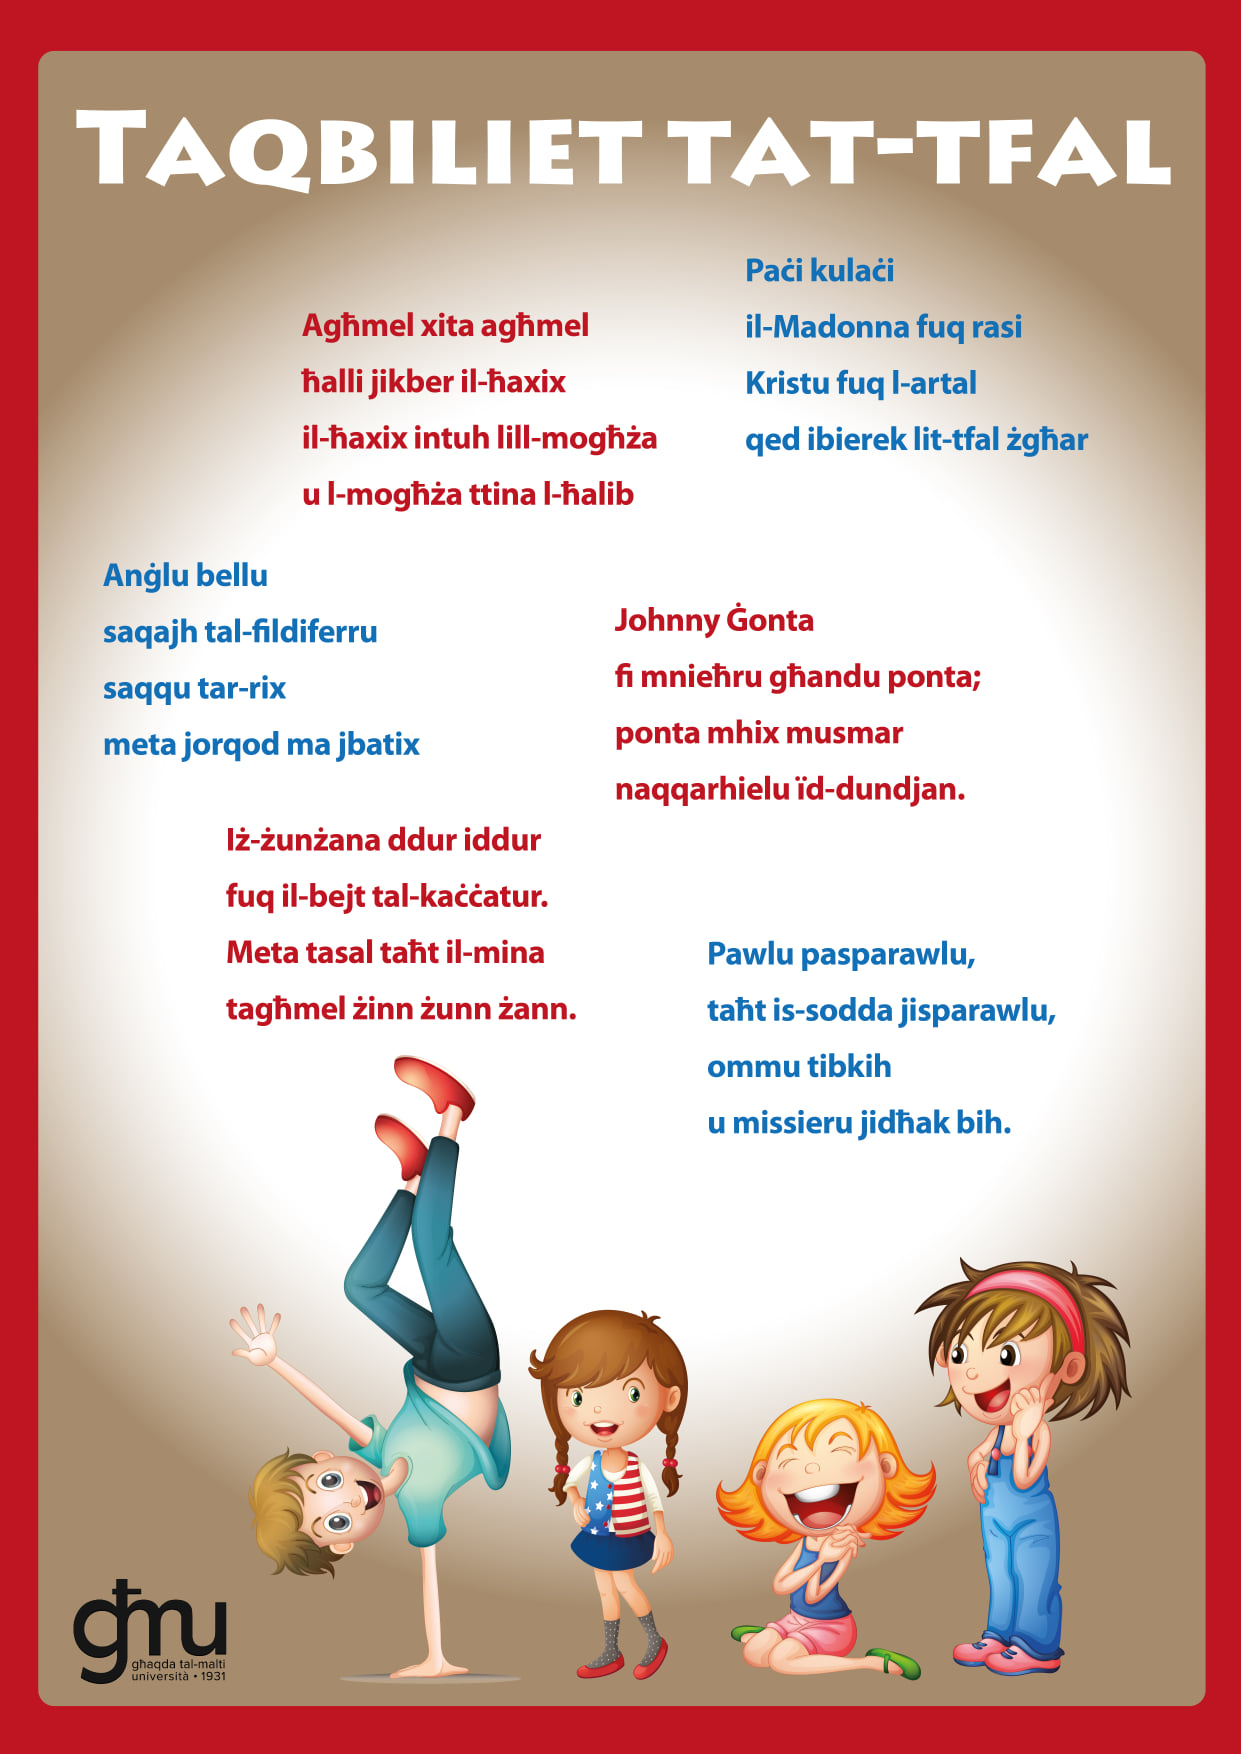 TAQBILIET TAT-TFAL
Agħmel xita agħmel
ħalli jikber il-ħaxix
il-ħaxix intuh lill-mogħża
u l-mogħża ttina l-ħalib
Paċi kulaċi
il-Madonna fuq rasi
Kristu fuq l-artal
qed ibierek lit-tfal żgħar
Anġlu bellu
saqajh tal-fildiferru
saqqu tar-rix
meta jorqod ma jbatix
Johnny Ġonta
fi mnieħru għandu ponta;
ponta mhix musmar
naqqarhielu ïd-dundjan.
Iż-żunżana ddur iddur
fuq il-bejt tal-kaċċatur.
Meta tasal taħt il-mina
tagħmel żinn żunn żann.
Pawlu pasparawlu,
taħt is-sodda jisparawlu,
ommu tibkih
u missieru jidħak bih.
għmu
għaqda tal-malti
università • 1931